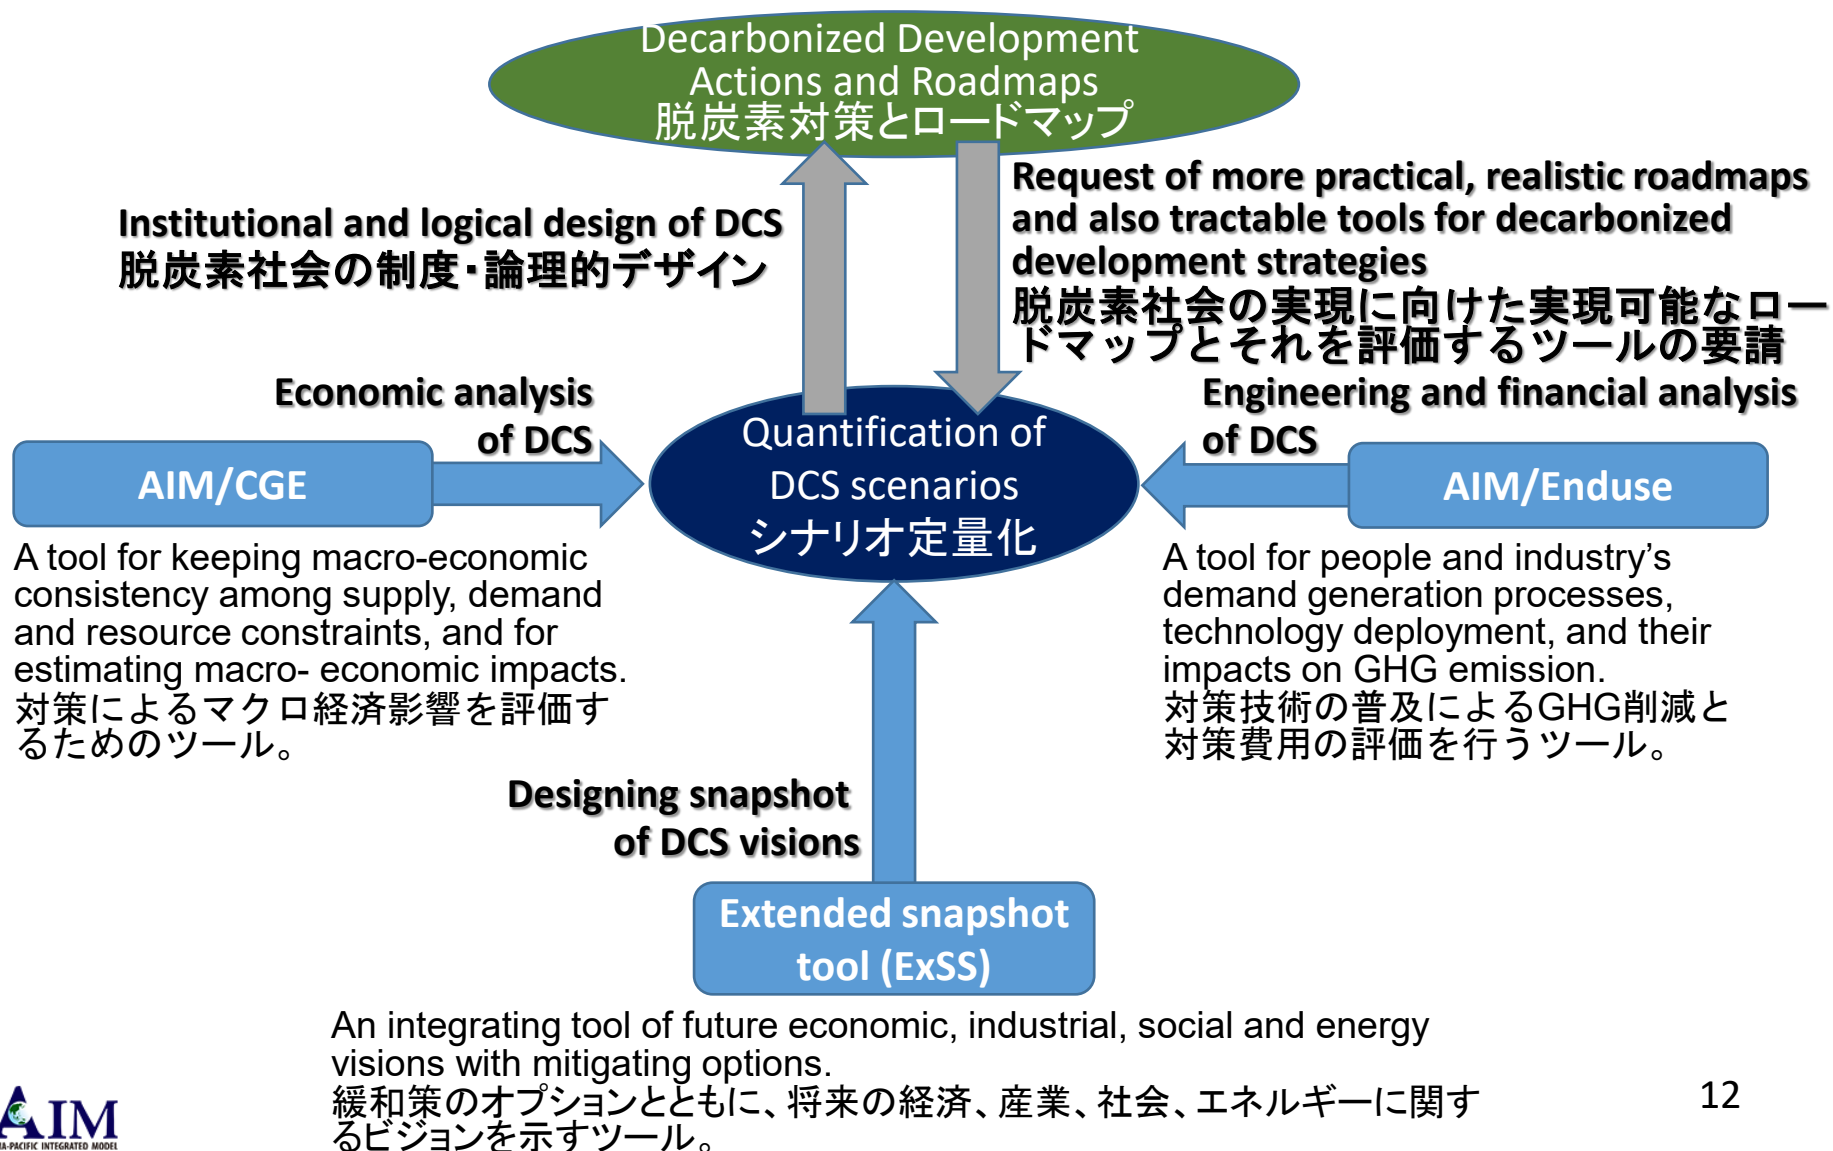 Decarbonized Development
Actions and Roadmaps
脱炭素対策とロードマップ
Institutional and logical design of DCS
脱炭素社会の制度・論理的デザイン
Request of more practical, realistic roadmaps
and also tractable tools for decarbonized
development strategies
脱炭素社会の実現に向けた実現可能なロー
ドマップとそれを評価するツールの要請
Economic analysis
of DCS
Engineering and financial analysis
of DCS
Quantification of
DCS scenarios
シナリオ定量化
AIM/CGE
AIM/Enduse
A tool for keeping macro-economic
consistency among supply, demand
and resource constraints, and for
estimating macro- economic impacts.
対策によるマクロ経済影響を評価す
るためのツール。
A tool for people and industry’s
demand generation processes,
technology deployment, and their
impacts on GHG emission.
対策技術の普及によるGHG削減と
対策費用の評価を行うツール。
Designing snapshot
of DCS visions
Extended snapshot
tool (ExSS)
An integrating tool of future economic, industrial, social and energy
visions with mitigating options.
緩和策のオプションとともに、将来の経済、産業、社会、エネルギーに関す
るビジョンを示すツール。
AIM
IA-PACIFIC INTEGRATED MODEL
12